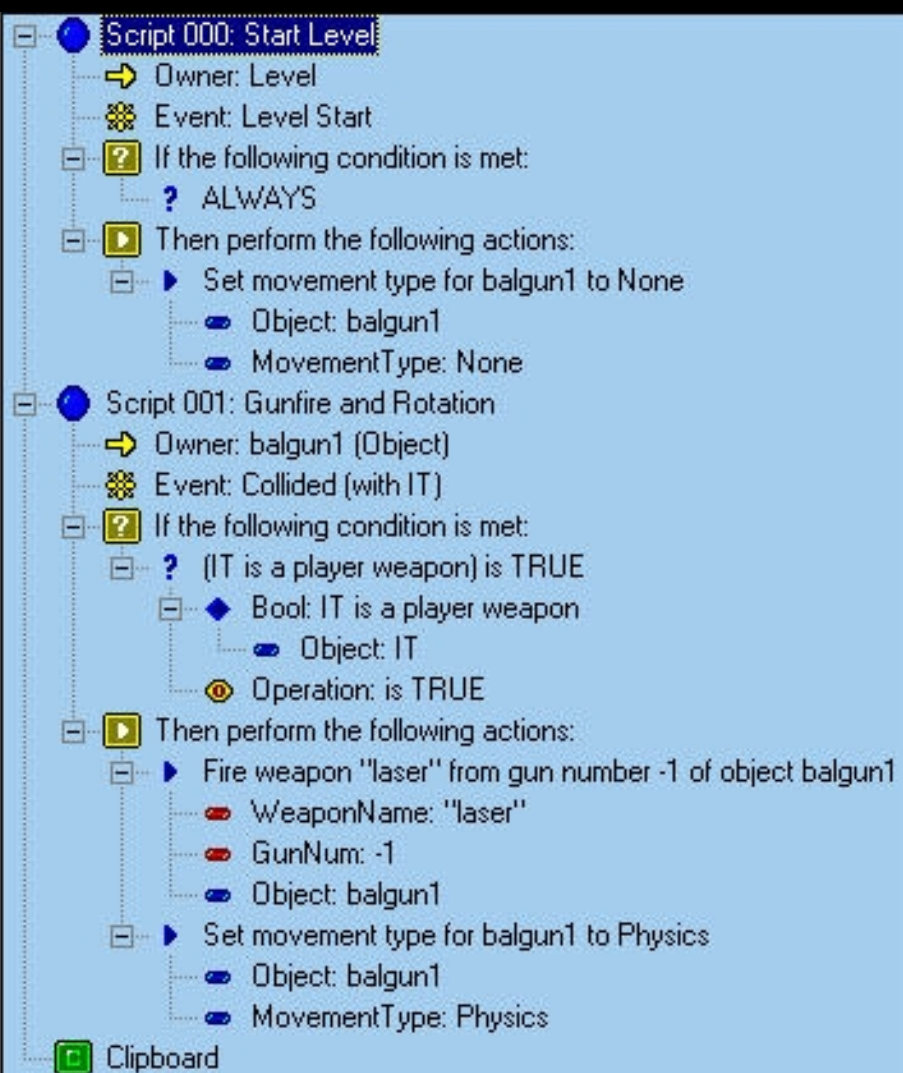 Script 000: Start Level
Owner: Level
Event: Level Start
If the following condition is met:
ALWAYS
Then perform the following actions:
Set movement type for balgun1 to None
Object: balgun1
MovementType: None
Script 001: Gunfire and Rotation
Owner: balgun1 (Object)
Event: Collided (with IT)
If the following condition is met:
(IT is a player weapon) is TRUE
Bool: IT is a player weapon
Object: IT
Operation: is TRUE
Then perform the following actions:
Fire weapon "laser" from gun number -1 of object balgun1
WeaponName: "laser"
GunNum: -1
Object: balgun1
Set movement type for balgun1 to Physics
Object: balgun1
MovementType: Physics
Clipboard